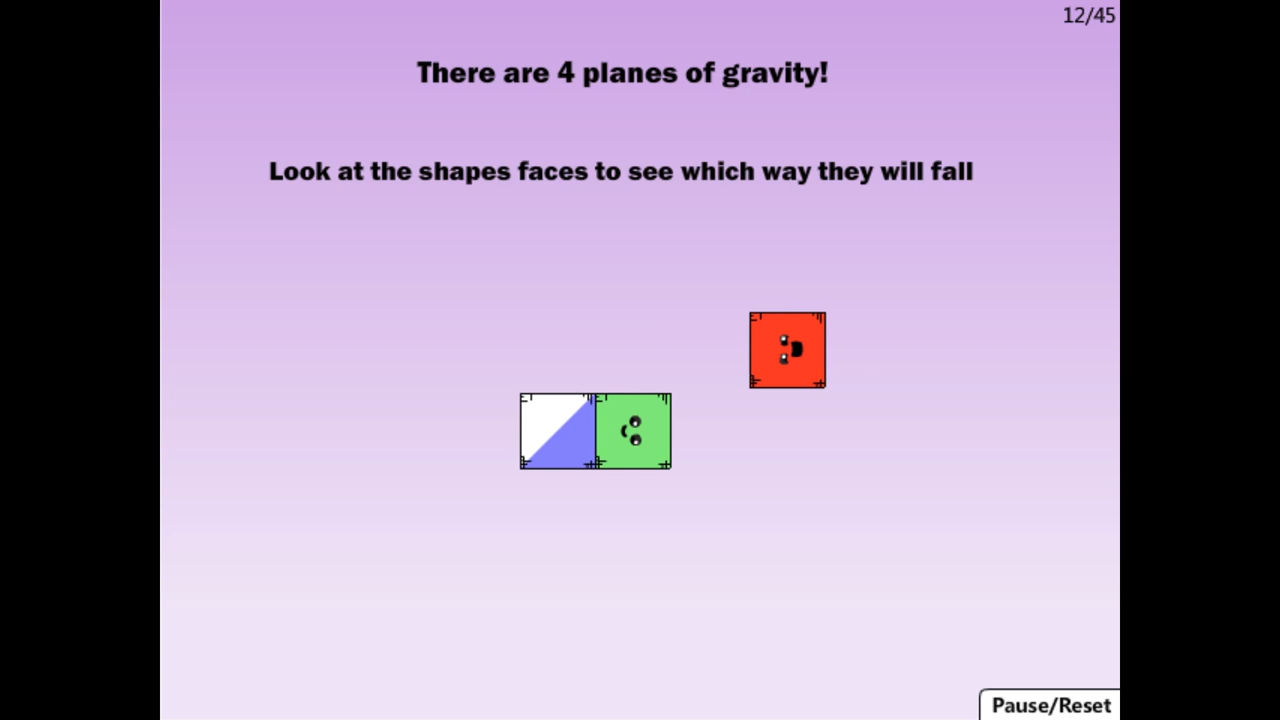 12/45
There are 4 planes of gravity!
Look at the shapes faces to see which way they will fall
Pause/Reset